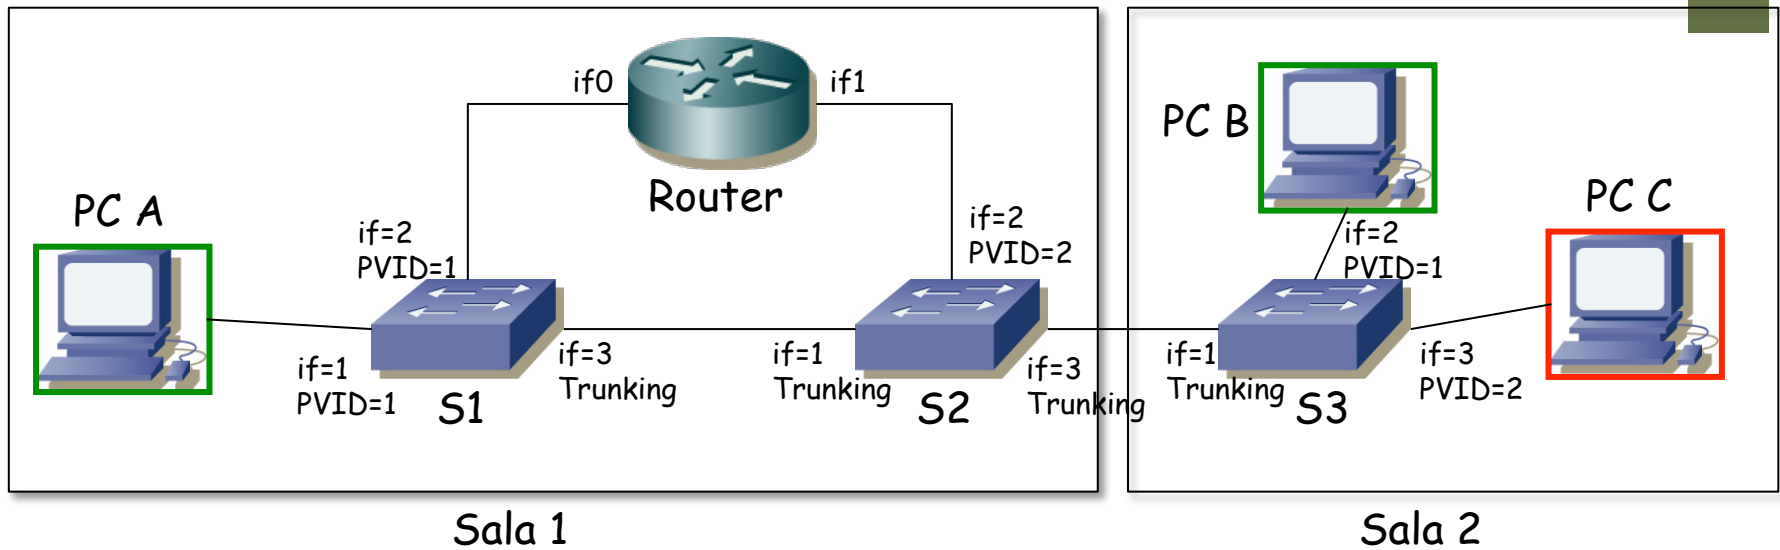 if0
if1
Router
PC A
if=2
PVID=1
if=1
PVID=1
S1
if=3
Trunking
if=1
Trunking
if=2
PVID=2
S2
if=3
Trunking
PC B
PC C
if=2
PVID=1
if=1
Trunking
S3
if=3
PVID=2
Sala 1
Sala 2